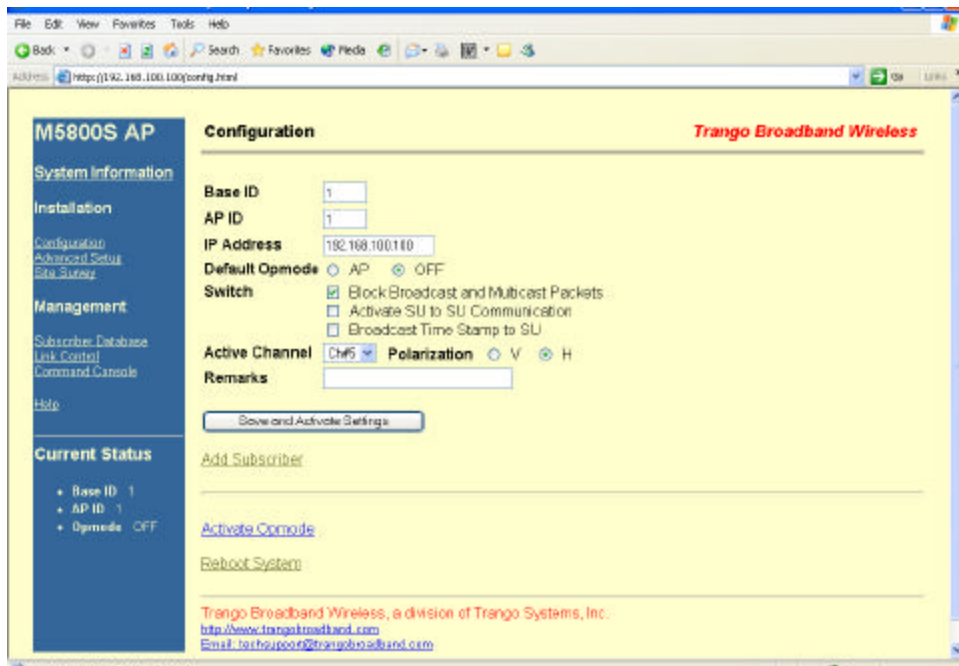 File Edit View Favorites Tools Help
Back Search Favorites Media
Address http://192.168.100.100/config.html Go Links
M5800S AP
System Information
Installation
Configuration
Advanced Setup
Site Survey
Management
Subscriber Database
Link Control
Command Console
Help
Current Status
Base ID 1
AP ID 1
Opmode OFF
Configuration
Trango Broadband Wireless
Base ID 1
AP ID 1
IP Address 192.168.100.100
Default Opmode AP OFF
Switch Block Broadcast and Multicast Packets
Activate SU to SU Communication
Broadcast Time Stamp to SU
Active Channel Ch#5 Polarization V H
Remarks
Save and Activate Settings
Add Subscriber
Activate Opmode
Reboot System
Trango Broadband Wireless, a division of Trango Systems, Inc.
http://www.trangobroadband.com
Email: techsupport@trangobroadband.com